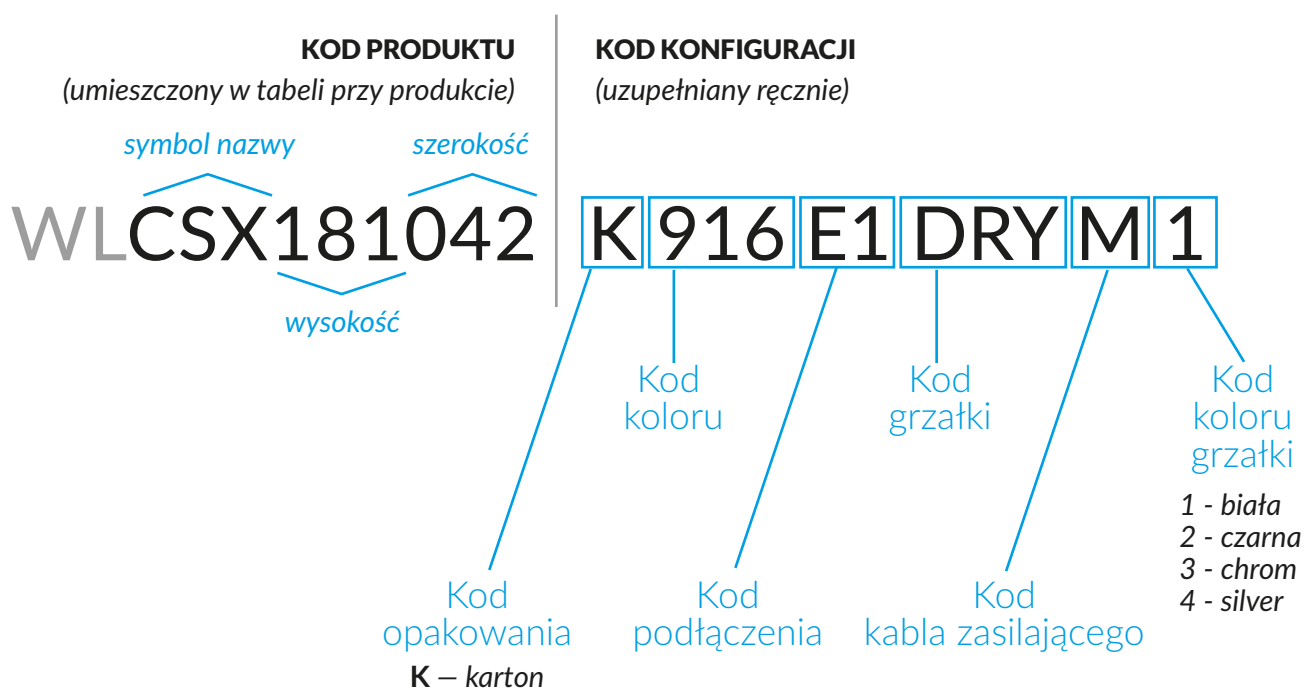 KOD PRODUKTU
(umieszczony w tabeli przy produkcie)
KOD KONFIGURACJI
(uzupełniany ręcznie)
symbol nazwy
szerokość
WLCSX181042
K 916 E1 DRY M 1
wysokość
Kod
koloru
Kod
grzałki
Kod
koloru
grzałki
1 - biała
2 - czarna
3 - chrom
4 - silver
Kod
opakowania
K – karton
Kod
podłączenia
Kod
kabla zasilającego